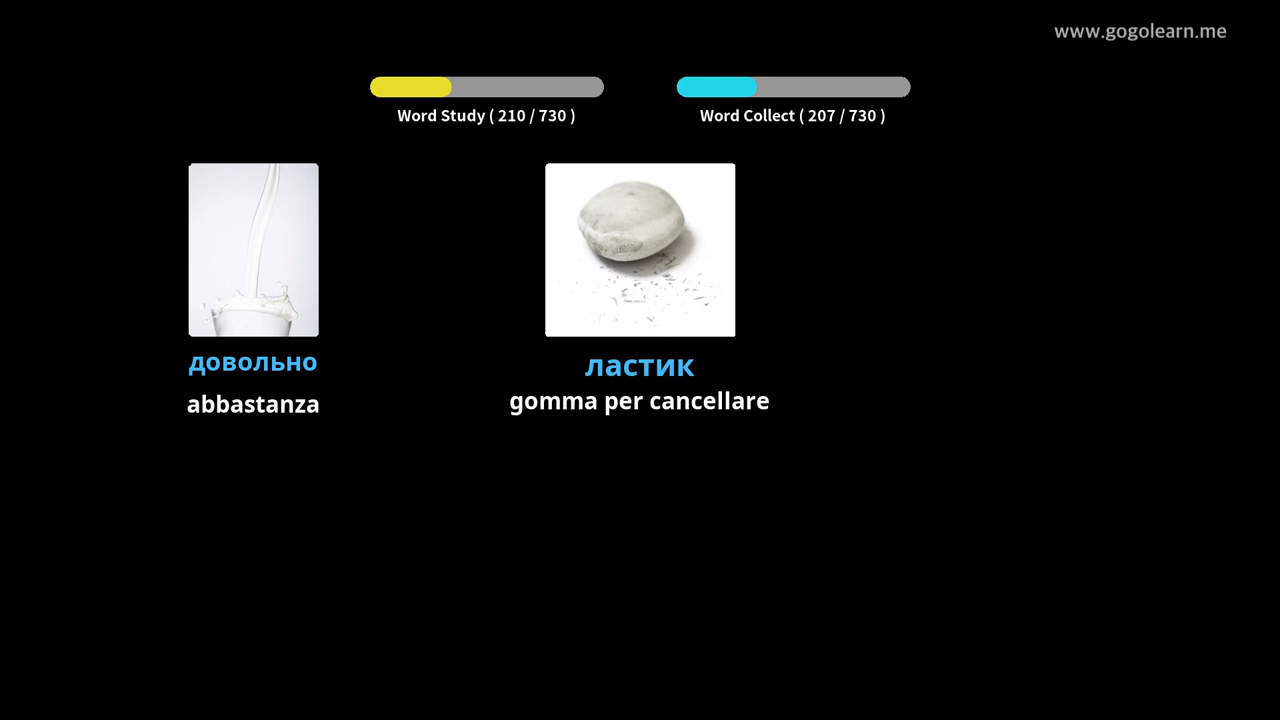 www.gogolearn.me
Word Study ( 210 / 730 )
Word Collect ( 207 / 730 )
довольно
abbastanza
ластик
gomma per cancellare